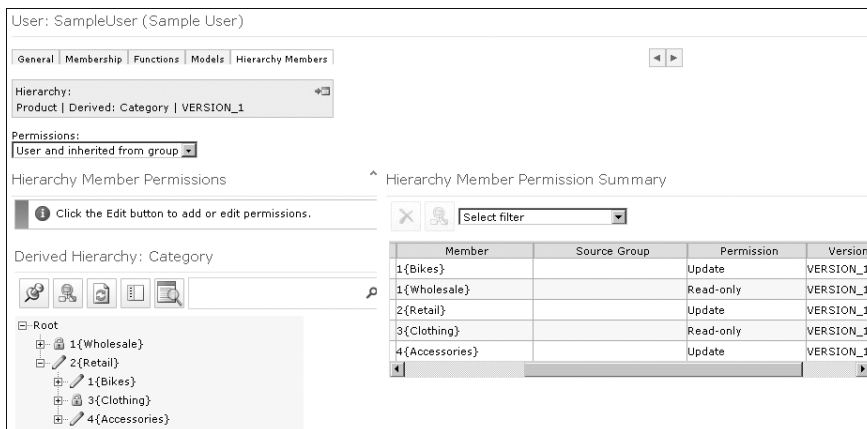 User: SampleUser (Sample User)
General Membership Functions Models Hierarchy Members
Hierarchy:
Product | Derived: Category | VERSION_1
Permissions:
User and inherited from group
Hierarchy Member Permissions
Click the Edit button to add or edit permissions.
Derived Hierarchy: Category
Root
1{Wholesale}
2{Retail}
1{Bikes}
3{Clothing}
4{Accessories}
Hierarchy Member Permission Summary
Select filter
Member Source Group Permission Version
1{Bikes} Update VERSION_1
1{Wholesale} Read-only VERSION_1
2{Retail} Update VERSION_1
3{Clothing} Read-only VERSION_1
4{Accessories} Update VERSION_1